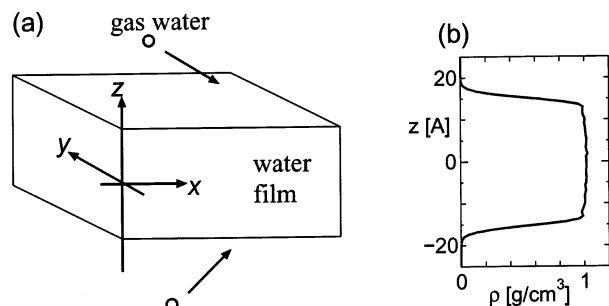 (a)
gas water
z
y
x
water
film
(b)
20
z [A]
0
−20
0
1
ρ [g/cm³]